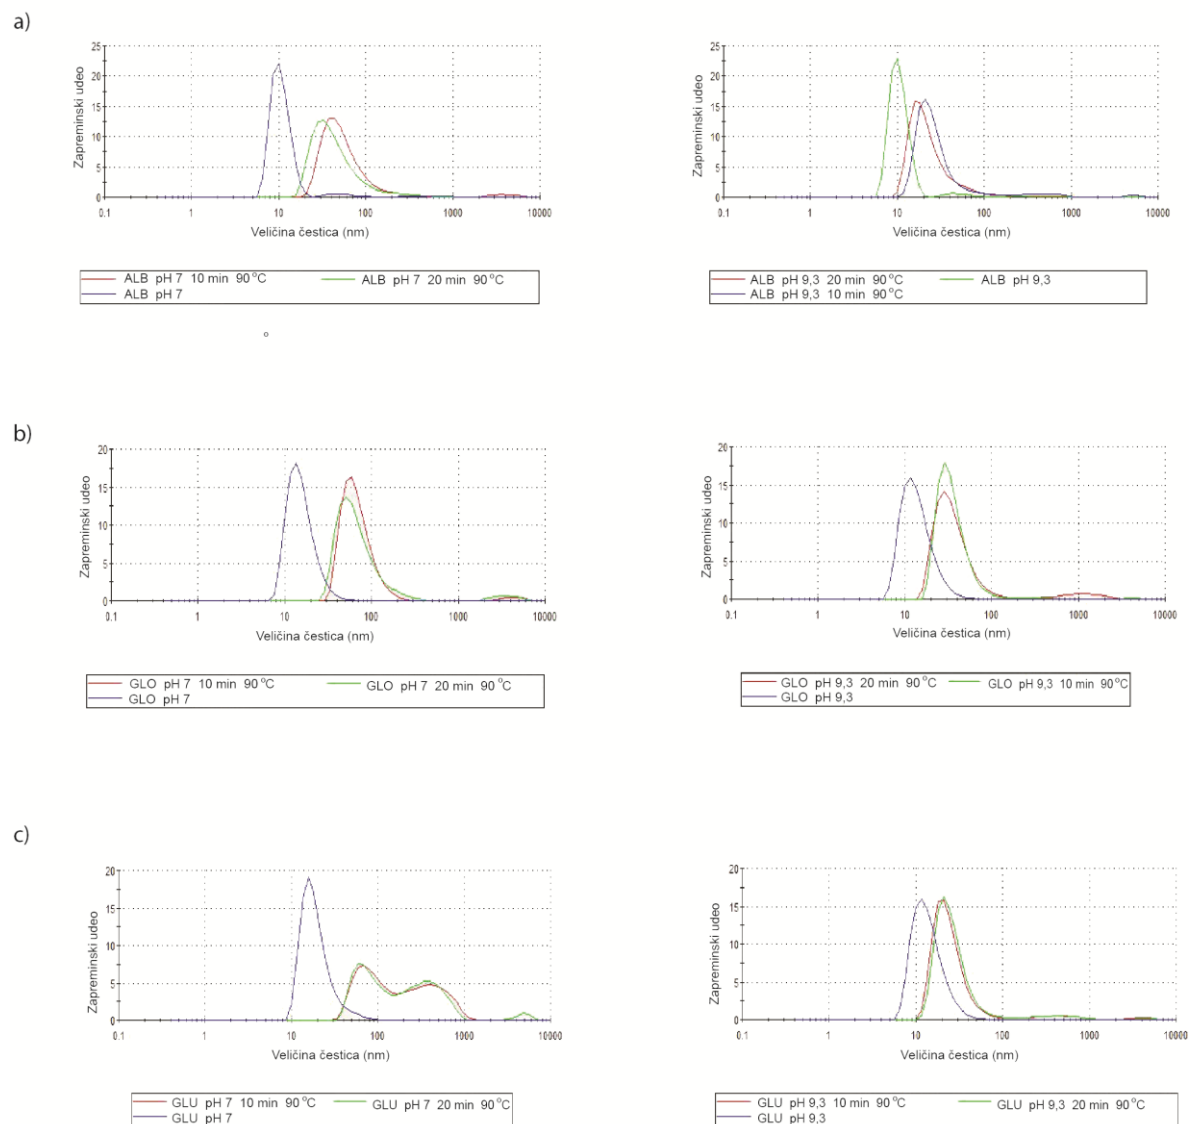 a)
Zapreminski udeo
25
20
15
10
5
0
0.1 1 10 100 1000 10000
Veličina čestica (nm)
ALB pH 7 10 min 90 °C ALB pH 7 20 min 90 °C
ALB pH 7
Zapreminski udeo
25
20
15
10
5
0
0.1 1 10 100 1000 10000
Veličina čestica (nm)
ALB pH 9,3 20 min 90 °C ALB pH 9,3
ALB pH 9,3 10 min 90 °C
b)
Zapreminski udeo
20
15
10
5
0
0.1 1 10 100 1000 10000
Veličina čestica (nm)
GLO pH 7 10 min 90 °C GLO pH 7 20 min 90 °C
GLO pH 7
Zapreminski udeo
20
15
10
5
0
0.1 1 10 100 1000 10000
Veličina čestica (nm)
GLO pH 9,3 20 min 90 °C GLO pH 9,3 10 min 90 °C
GLO pH 9,3
c)
Zapreminski udeo
20
15
10
5
0
0.1 1 10 100 1000 10000
Veličina čestica (nm)
GLU pH 7 10 min 90 °C GLU pH 7 20 min 90 °C
GLU pH 7
Zapreminski udeo
20
15
10
5
0
0.1 1 10 100 1000 10000
Veličina čestica (nm)
GLU pH 9,3 10 min 90 °C GLU pH 9,3 20 min 90 °C
GLU pH 9,3